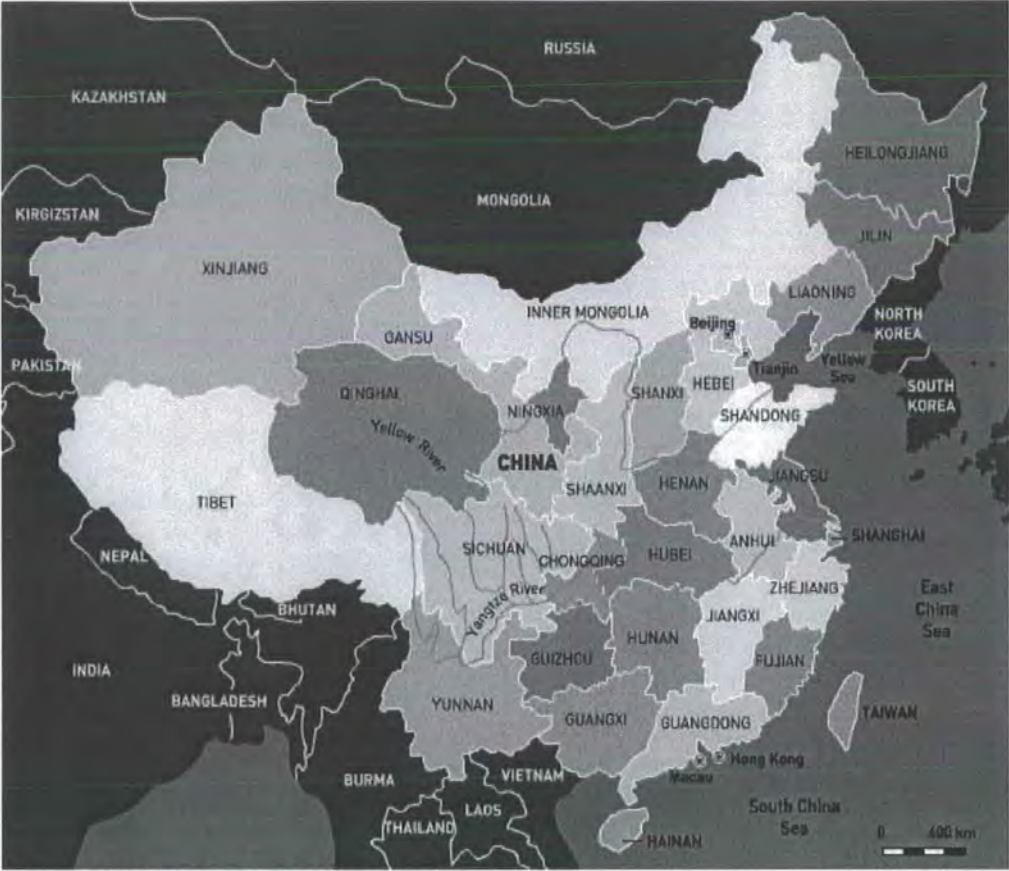 RUSSIA
KAZAKHSTAN
HEILONGJIANG
MONGOLIA
KIRGIZSTAN
JILIN
XINJIANG
LIAONING
INNER MONGOLIA
NORTH
KOREA
Beijing
GANSU
Yellow
Sea
PAKISTAN
Tianjin
HEBEI
SHANXI
QINGHAI
SOUTH
KOREA
NINGXIA
SHANDONG
Yellow River
CHINA
JIANGSU
HENAN
SHAANXI
TIBET
SHANGHAI
ANHUI
SICHUAN
HUBEI
NEPAL
CHONGQING
ZHEJIANG
Yangtze River
East
China
Sea
BHUTAN
JIANGXI
HUNAN
GUIZHOU
FUJIAN
INDIA
BANGLADESH
YUNNAN
TAIWAN
GUANGXI
GUANGDONG
Hong Kong
Macau
VIETNAM
BURMA
South China
Sea
LAOS
THAILAND
0 400 km
HAINAN